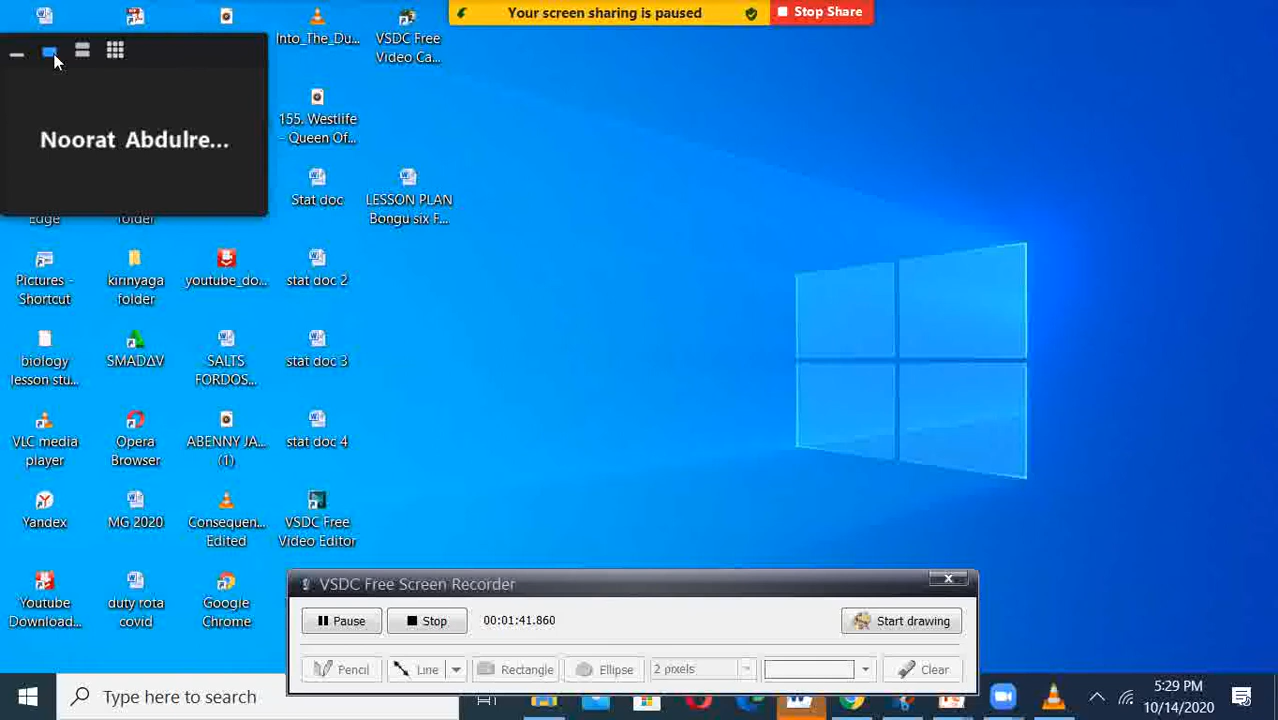 Your screen sharing is paused
Stop Share
Noorat Abdulre...
Into_The_Du...
VSDC Free
Video Ca...
155. Westlife
- Queen Of...
Stat doc
LESSON PLAN
Bongu six F...
Edge
folder
Pictures -
Shortcut
kirinyaga
folder
youtube_do...
stat doc 2
biology
lesson stu...
SMADΔV
SALTS
FORDOS...
stat doc 3
VLC media
player
Opera
Browser
ABENNY JA...
(1)
stat doc 4
Yandex
MG 2020
Consequen...
Edited
VSDC Free
Video Editor
Youtube
Download...
duty rota
covid
Google
Chrome
VSDC Free Screen Recorder
Pause
Stop
00:01:41.860
Start drawing
Pencil
Line
Rectangle
Ellipse
2 pixels
Clear
Type here to search
5:29 PM
10/14/2020